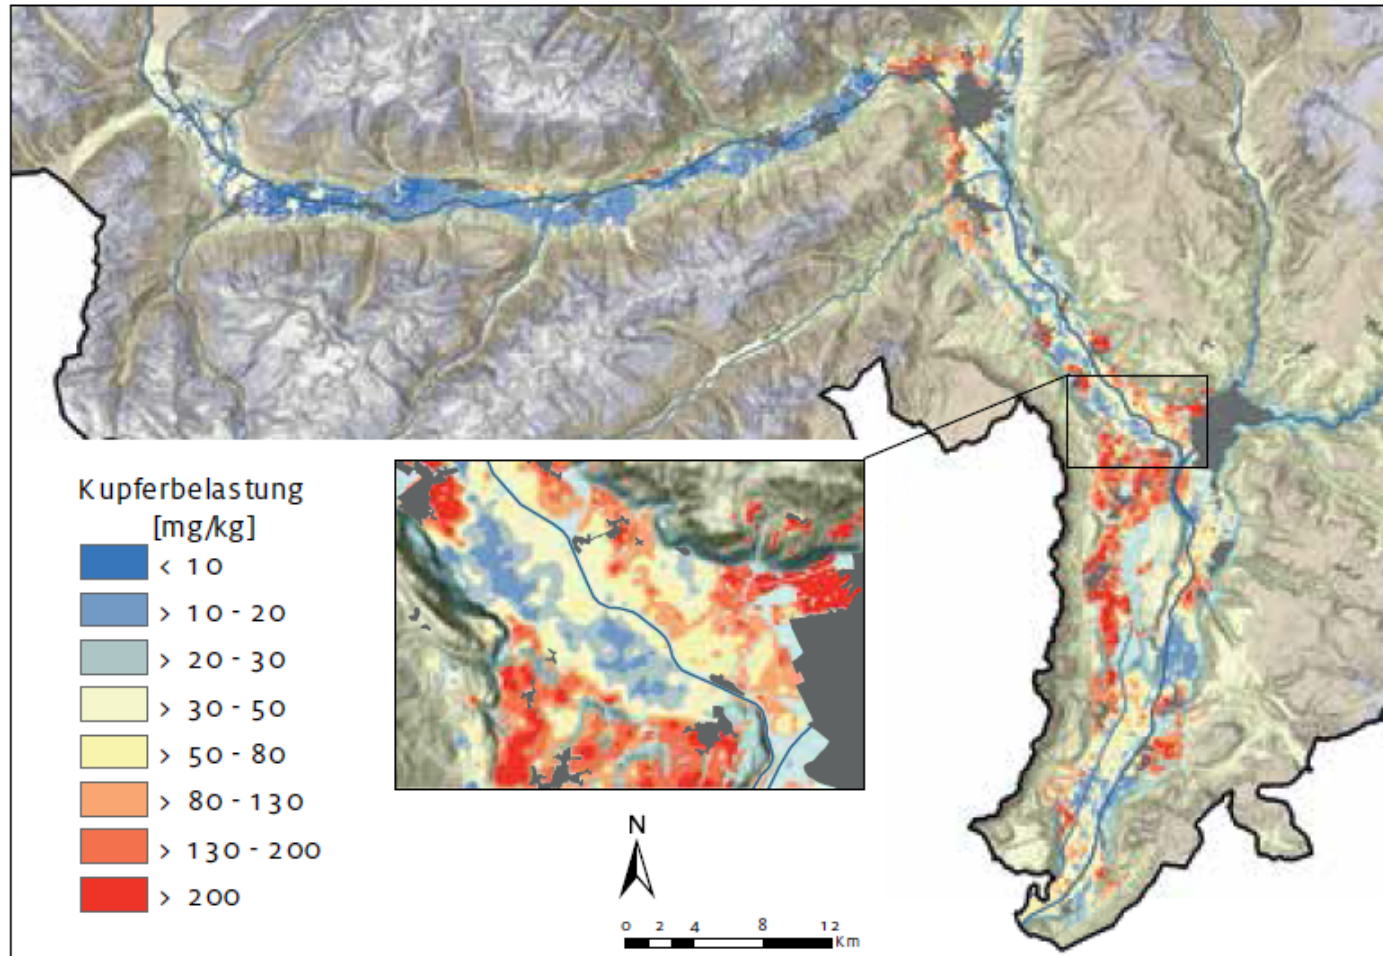 Kupferbelastung
[mg/kg]
< 10
> 10 - 20
> 20 - 30
> 30 - 50
> 50 - 80
> 80 - 130
> 130 - 200
> 200
N
0 2 4 8 12
Km